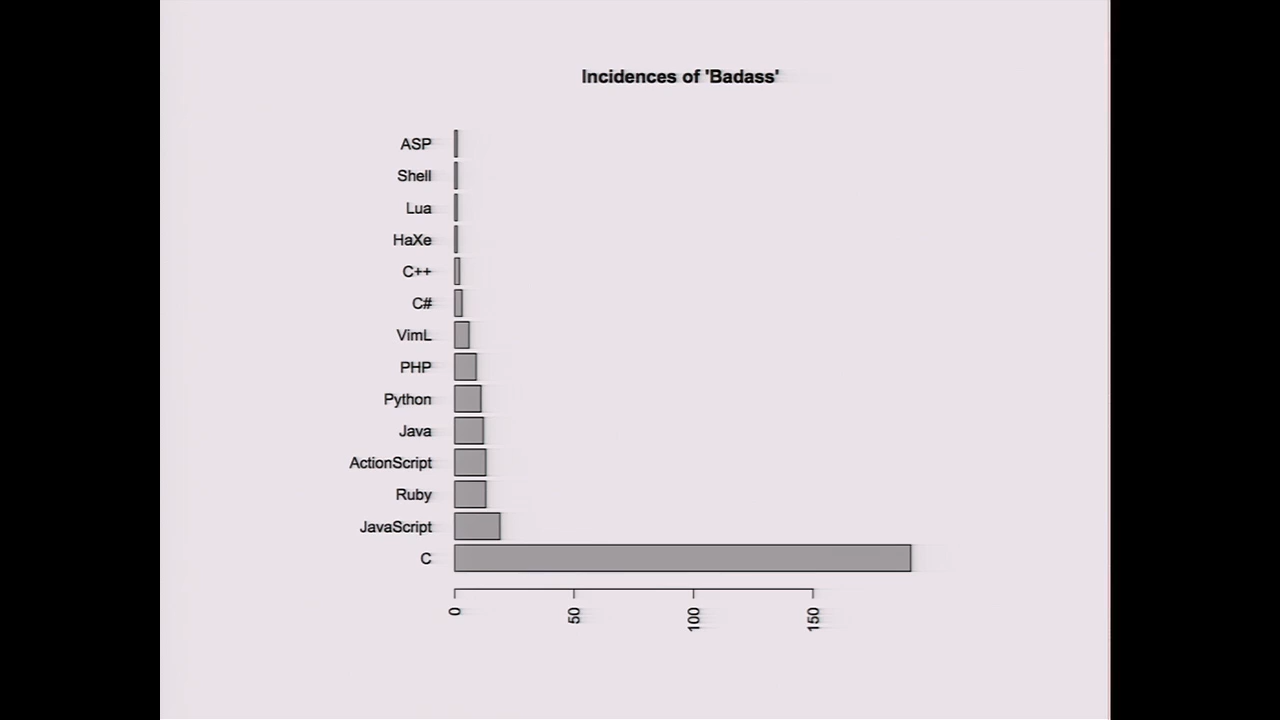 Incidences of 'Badass'
ASP
Shell
Lua
HaXe
C++
C#
VimL
PHP
Python
Java
ActionScript
Ruby
JavaScript
C
0
50
100
150